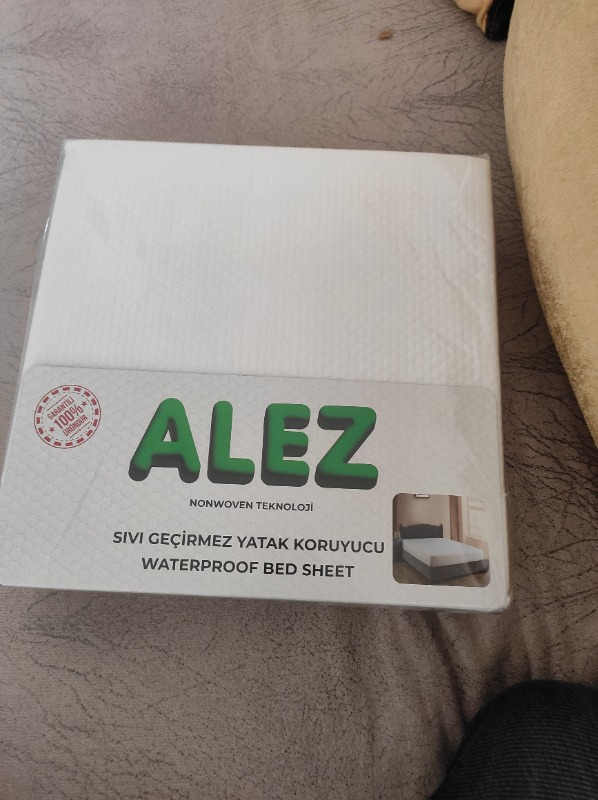 GARANTİLİ
100%
ÜRÜNDÜR
ALEZ
NONWOVEN TEKNOLOJİ
SIVI GEÇİRMEZ YATAK KORUYUCU
WATERPROOF BED SHEET